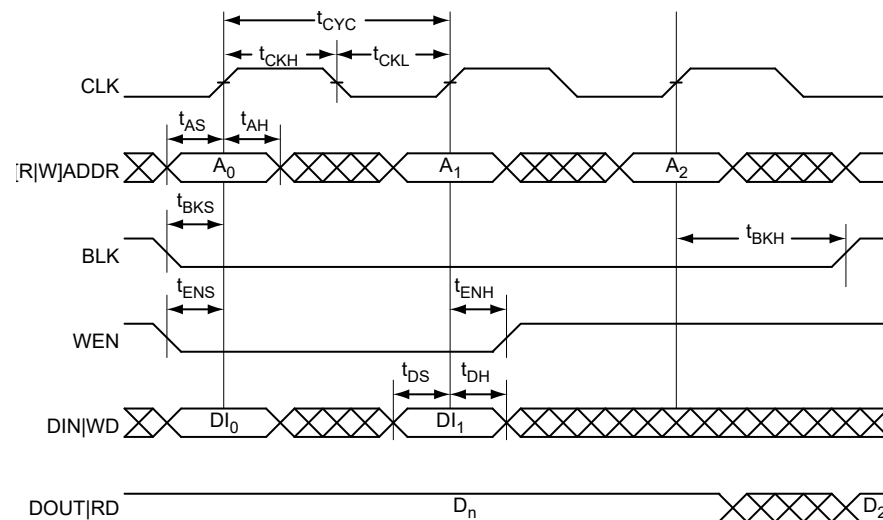 tCYC
tCKH tCKL
CLK
tAS tAH
[R|W]ADDR A0 A1 A2
tBKS
tBKH
BLK
tENS tENH
WEN
tDS tDH
DIN|WD DI0 DI1
DOUT|RD Dn D2